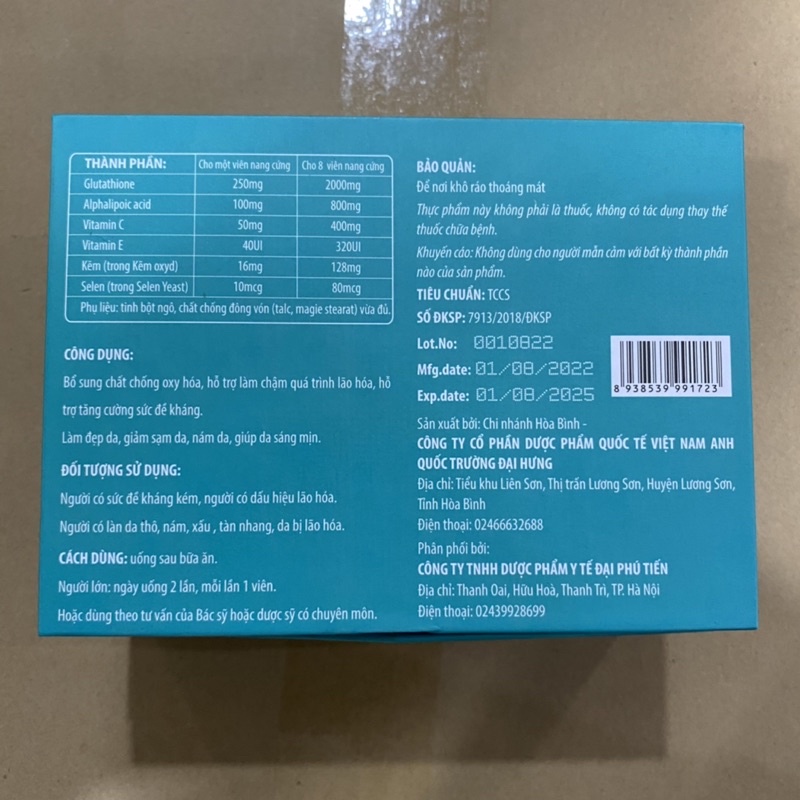 THÀNH PHẦN: Cho một viên nang cứng Cho 8 viên nang cứng
Glutathione 250mg 2000mg
Alphalipoic acid 100mg 800mg
Vitamin C 50mg 400mg
Vitamin E 40UI 320UI
Kẽm (trong Kẽm oxyd) 16mg 128mg
Selen (trong Selen Yeast) 10mcg 80mcg
Phụ liệu: tinh bột ngô, chất chống đông vón (talc, magie stearat) vừa đủ.
CÔNG DỤNG:
Bổ sung chất chống oxy hóa, hỗ trợ làm chậm quá trình lão hóa, hỗ
trợ tăng cường sức đề kháng.
Làm đẹp da, giảm sạm da, nám da, giúp da sáng mịn.
ĐỐI TƯỢNG SỬ DỤNG:
Người có sức đề kháng kém, người có dấu hiệu lão hóa.
Người có làn da thô, nám, xấu , tàn nhang, da bị lão hóa.
CÁCH DÙNG: uống sau bữa ăn.
Người lớn: ngày uống 2 lần, mỗi lần 1 viên.
Hoặc dùng theo tư vấn của Bác sỹ hoặc dược sỹ có chuyên môn.
BẢO QUẢN:
Để nơi khô ráo thoáng mát
Thực phẩm này không phải là thuốc, không có tác dụng thay thế
thuốc chữa bệnh.
Khuyến cáo: Không dùng cho người mẫn cảm với bất kỳ thành phần
nào của sản phẩm.
TIÊU CHUẨN: TCCS
SỐ ĐKSP: 7913/2018/ĐKSP
Lot.No: 0010822
Mfg.date: 01/08/2022
Exp.date: 01/08/2025
8 938539 991723
Sản xuất bởi: Chi nhánh Hòa Bình -
CÔNG TY CỔ PHẦN DƯỢC PHẨM QUỐC TẾ VIỆT NAM ANH
QUỐC TRƯỜNG ĐẠI HƯNG
Địa chỉ: Tiểu khu Liên Sơn, Thị trấn Lương Sơn, Huyện Lương Sơn,
Tỉnh Hòa Bình
Điện thoại: 02466632688
Phân phối bởi:
CÔNG TY TNHH DƯỢC PHẨM Y TẾ ĐẠI PHÚ TIẾN
Địa chỉ: Thanh Oai, Hữu Hoà, Thanh Trì, TP. Hà Nội
Điện thoại: 02439928699